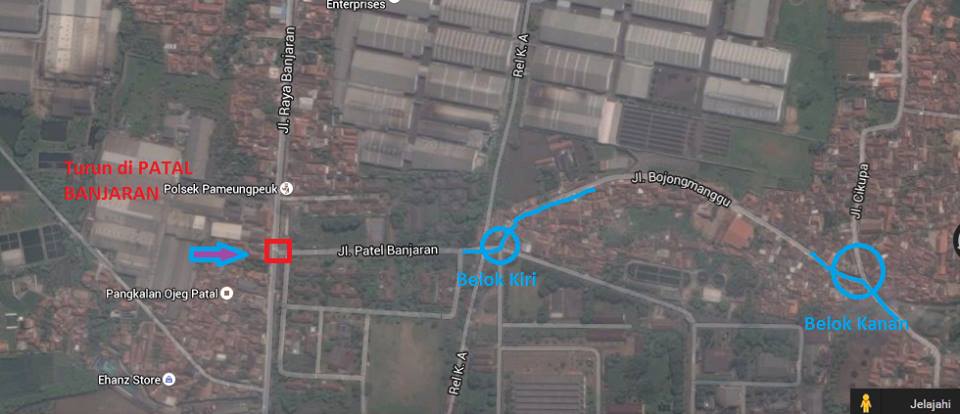 Enterprises
Jl. Raya Banjaran
Rel K. A
Turun di PATAL
BANJARAN
Polsek Pameungpeuk
Jl. Bojongmanggu
Jl. Cikupa
Jl. Patel Banjaran
Belok Kiri
Pangkalan Ojeg Patal
Belok Kanan
Rel K. A
Ehanz Store
Jelajahi